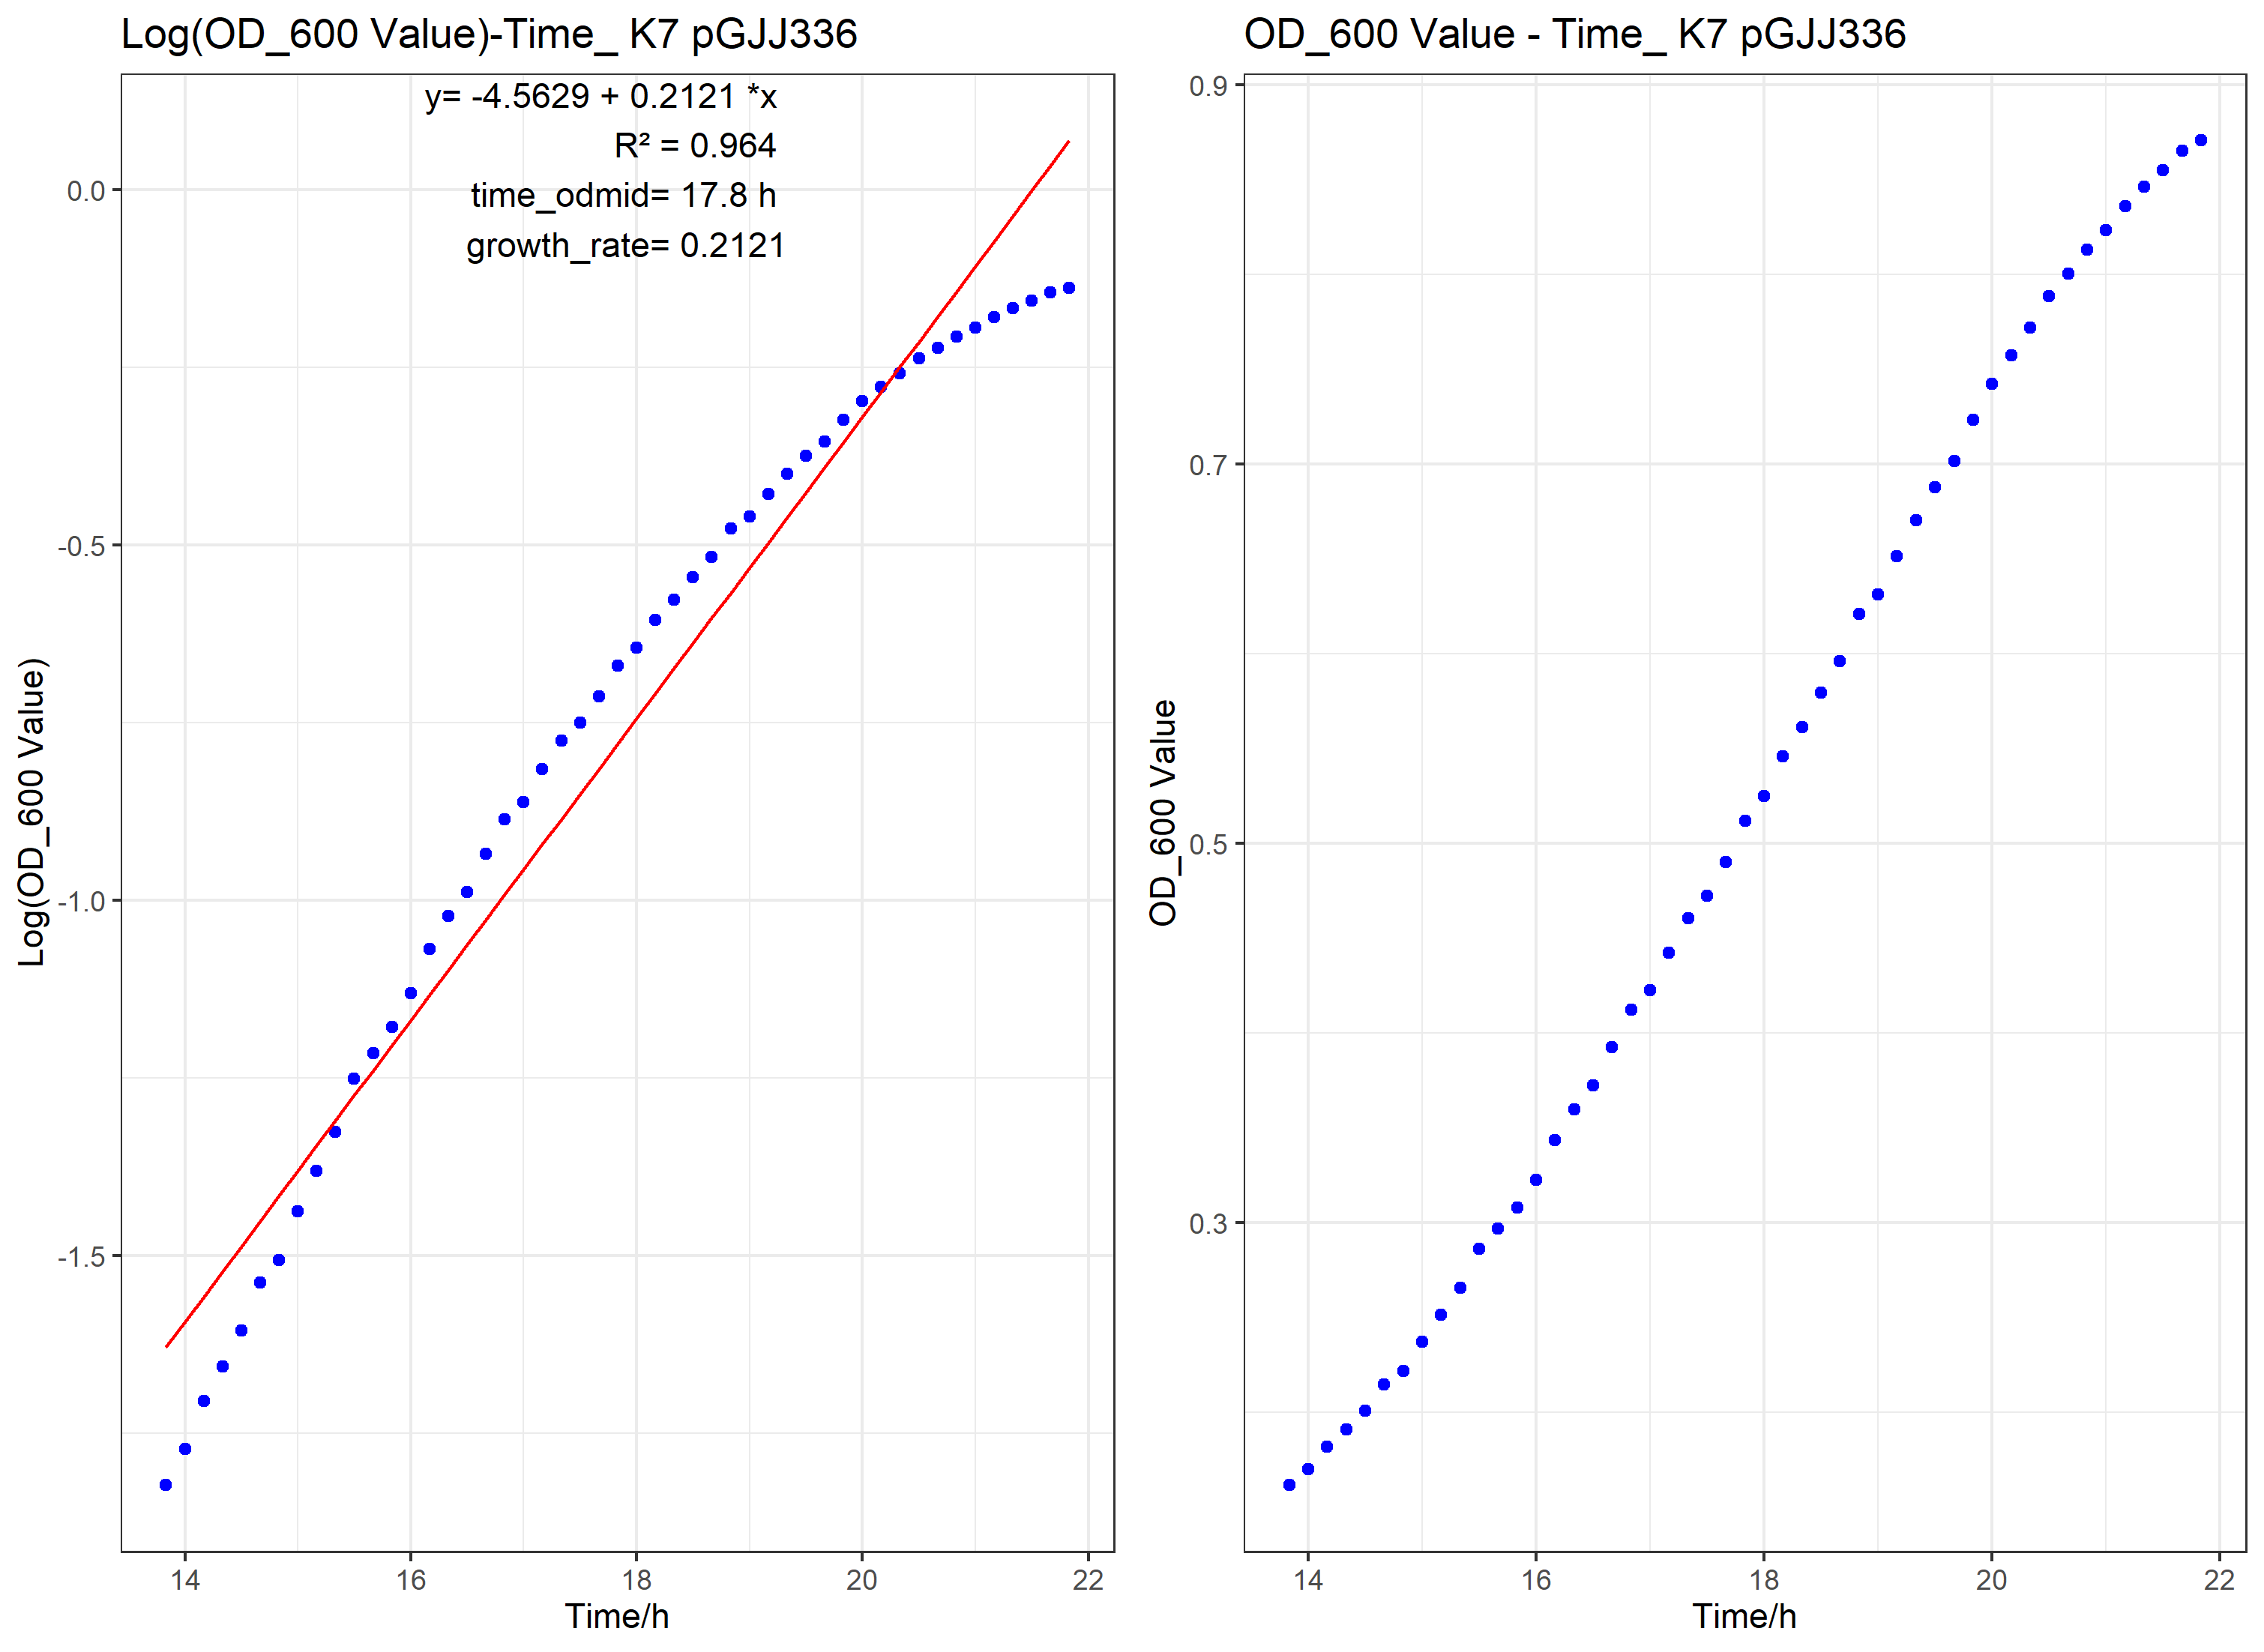 Log(OD_600 Value)-Time_ K7 pGJJ336
y= -4.5629 + 0.2121 *x
R² = 0.964
time_odmid= 17.8 h
growth_rate= 0.2121
0.0
-0.5
-1.0
-1.5
Log(OD_600 Value)
14 16 18 20 22
Time/h
OD_600 Value - Time_ K7 pGJJ336
0.9
0.7
0.5
0.3
OD_600 Value
14 16 18 20 22
Time/h